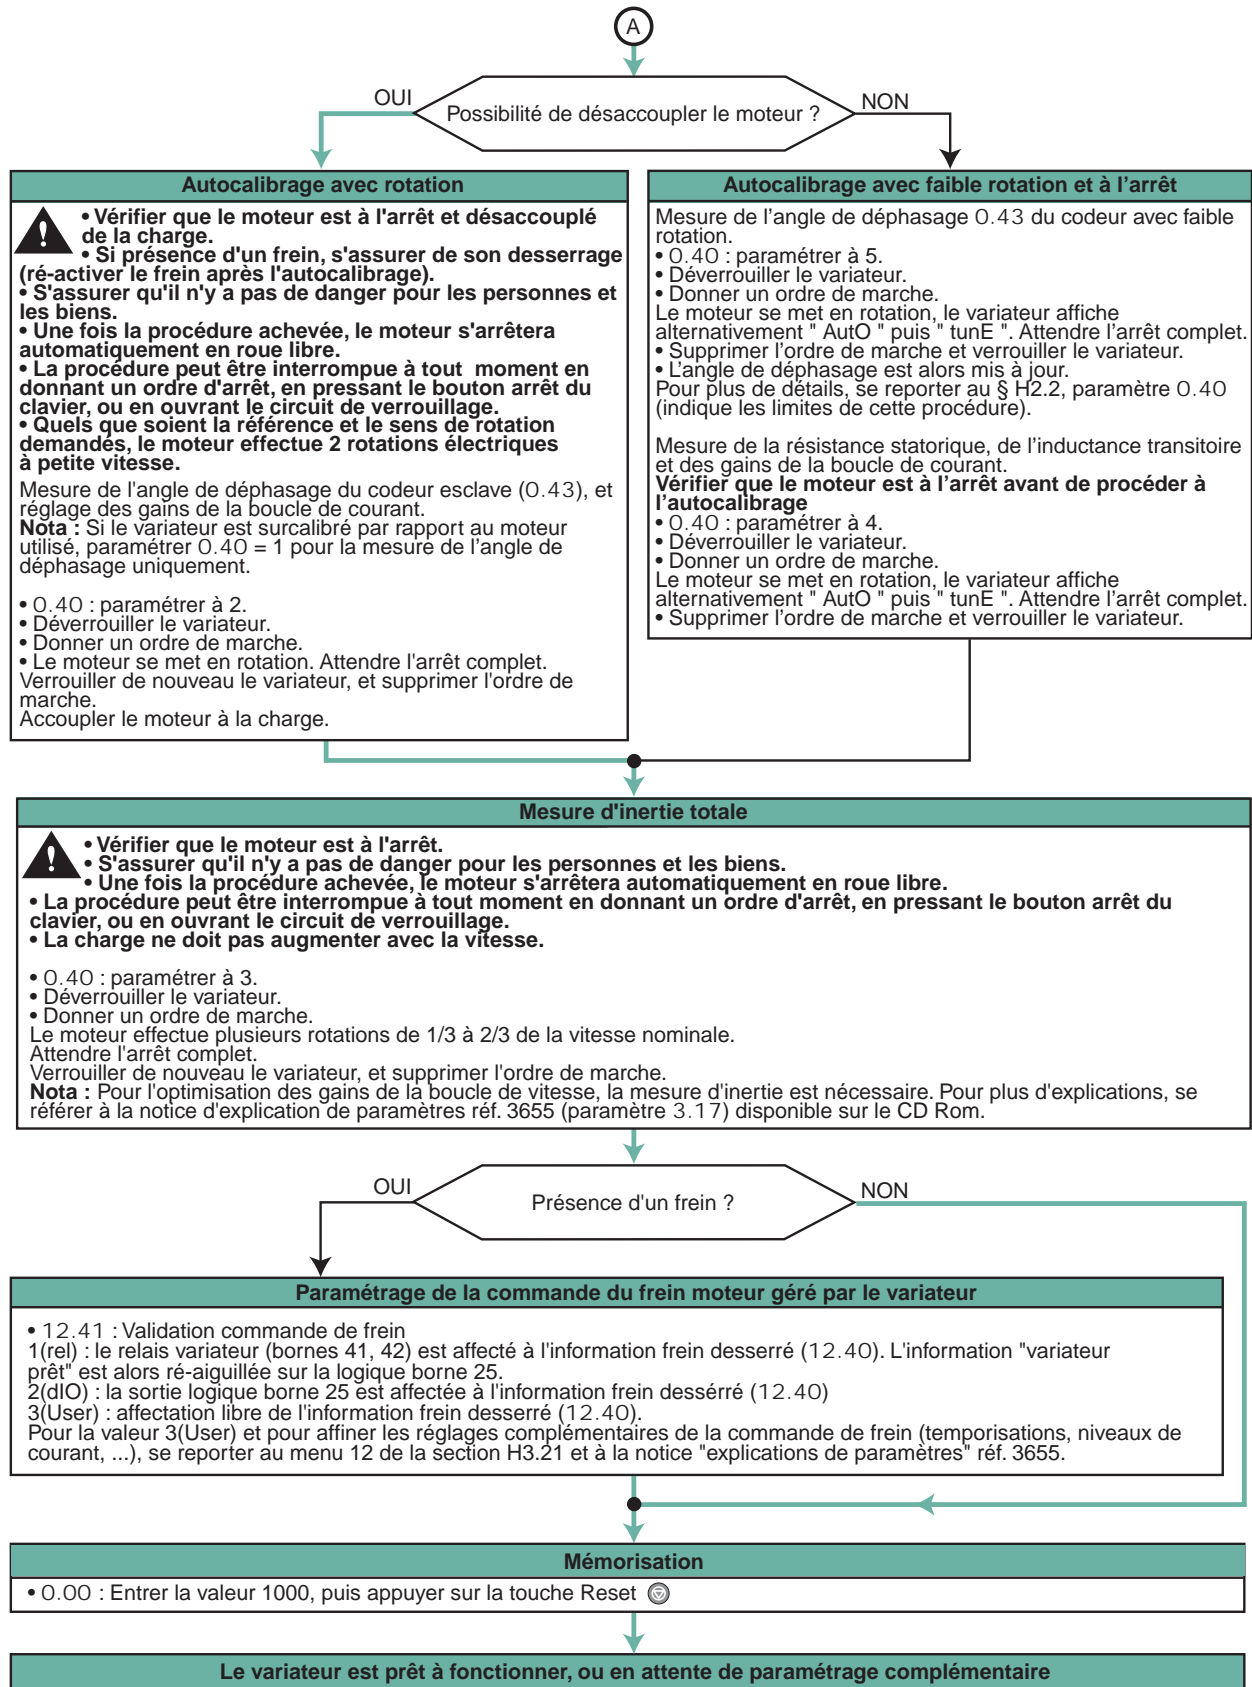 A
OUI
Possibilité de désaccoupler le moteur ?
NON
Autocalibrage avec rotation
• Vérifier que le moteur est à l'arrêt et désaccouplé
de la charge.
• Si présence d'un frein, s'assurer de son desserrage
(ré-activer le frein après l'autocalibrage).
• S'assurer qu'il n'y a pas de danger pour les personnes et
les biens.
• Une fois la procédure achevée, le moteur s'arrêtera
automatiquement en roue libre.
• La procédure peut être interrompue à tout moment en
donnant un ordre d'arrêt, en pressant le bouton arrêt du
clavier, ou en ouvrant le circuit de verrouillage.
• Quels que soient la référence et le sens de rotation
demandés, le moteur effectue 2 rotations électriques
à petite vitesse.
Mesure de l'angle de déphasage du codeur esclave (0.43), et
réglage des gains de la boucle de courant.
Nota : Si le variateur est surcalibré par rapport au moteur
utilisé, paramétrer 0.40 = 1 pour la mesure de l'angle de
déphasage uniquement.
• 0.40 : paramétrer à 2.
• Déverrouiller le variateur.
• Donner un ordre de marche.
• Le moteur se met en rotation. Attendre l'arrêt complet.
Verrouiller de nouveau le variateur, et supprimer l'ordre de
marche.
Accoupler le moteur à la charge.
Autocalibrage avec faible rotation et à l'arrêt
Mesure de l'angle de déphasage 0.43 du codeur avec faible
rotation.
• 0.40 : paramétrer à 5.
• Déverrouiller le variateur.
• Donner un ordre de marche.
Le moteur se met en rotation, le variateur affiche
alternativement " AutO " puis " tunE ". Attendre l'arrêt complet.
• Supprimer l'ordre de marche et verrouiller le variateur.
• L'angle de déphasage est alors mis à jour.
Pour plus de détails, se reporter au § H2.2, paramètre 0.40
(indique les limites de cette procédure).
Mesure de la résistance statorique, de l'inductance transitoire
et des gains de la boucle de courant.
Vérifier que le moteur est à l'arrêt avant de procéder à
l'autocalibrage
• 0.40 : paramétrer à 4.
• Déverrouiller le variateur.
• Donner un ordre de marche.
Le moteur se met en rotation, le variateur affiche
alternativement " AutO " puis " tunE ". Attendre l'arrêt complet.
• Supprimer l'ordre de marche et verrouiller le variateur.
Mesure d'inertie totale
• Vérifier que le moteur est à l'arrêt.
• S'assurer qu'il n'y a pas de danger pour les personnes et les biens.
• Une fois la procédure achevée, le moteur s'arrêtera automatiquement en roue libre.
• La procédure peut être interrompue à tout moment en donnant un ordre d'arrêt, en pressant le bouton arrêt du
clavier, ou en ouvrant le circuit de verrouillage.
• La charge ne doit pas augmenter avec la vitesse.
• 0.40 : paramétrer à 3.
• Déverrouiller le variateur.
• Donner un ordre de marche.
Le moteur effectue plusieurs rotations de 1/3 à 2/3 de la vitesse nominale.
Attendre l'arrêt complet.
Verrouiller de nouveau le variateur, et supprimer l'ordre de marche.
Nota : Pour l'optimisation des gains de la boucle de vitesse, la mesure d'inertie est nécessaire. Pour plus d'explications, se
référer à la notice d'explication de paramètres réf. 3655 (paramètre 3.17) disponible sur le CD Rom.
OUI
Présence d'un frein ?
NON
Paramétrage de la commande du frein moteur géré par le variateur
• 12.41 : Validation commande de frein
1(rel) : le relais variateur (bornes 41, 42) est affecté à l'information frein desserré (12.40). L'information "variateur
prêt" est alors ré-aiguillée sur la logique borne 25.
2(dIO) : la sortie logique borne 25 est affectée à l'information frein dessérré (12.40)
3(User) : affectation libre de l'information frein desserré (12.40).
Pour la valeur 3(User) et pour affiner les réglages complémentaires de la commande de frein (temporisations, niveaux de
courant, ...), se reporter au menu 12 de la section H3.21 et à la notice "explications de paramètres" réf. 3655.
Mémorisation
• 0.00 : Entrer la valeur 1000, puis appuyer sur la touche Reset
Le variateur est prêt à fonctionner, ou en attente de paramétrage complémentaire